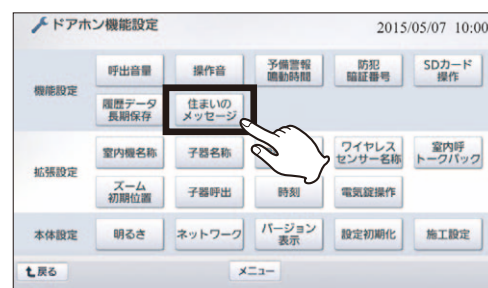 ドアホン機能設定
2015/05/07 10:00
機能設定
呼出音量
操作音
予備警報
鳴動時間
防犯
暗証番号
SDカード
操作
履歴データ
長期保存
住まいの
メッセージ
拡張設定
室内機名称
子器名称
ワイヤレス
センサー名称
室内呼
トークバック
ズーム
初期位置
子器呼出
時刻
電気錠操作
本体設定
明るさ
ネットワーク
バージョン
表示
設定初期化
施工設定
戻る
メニュー